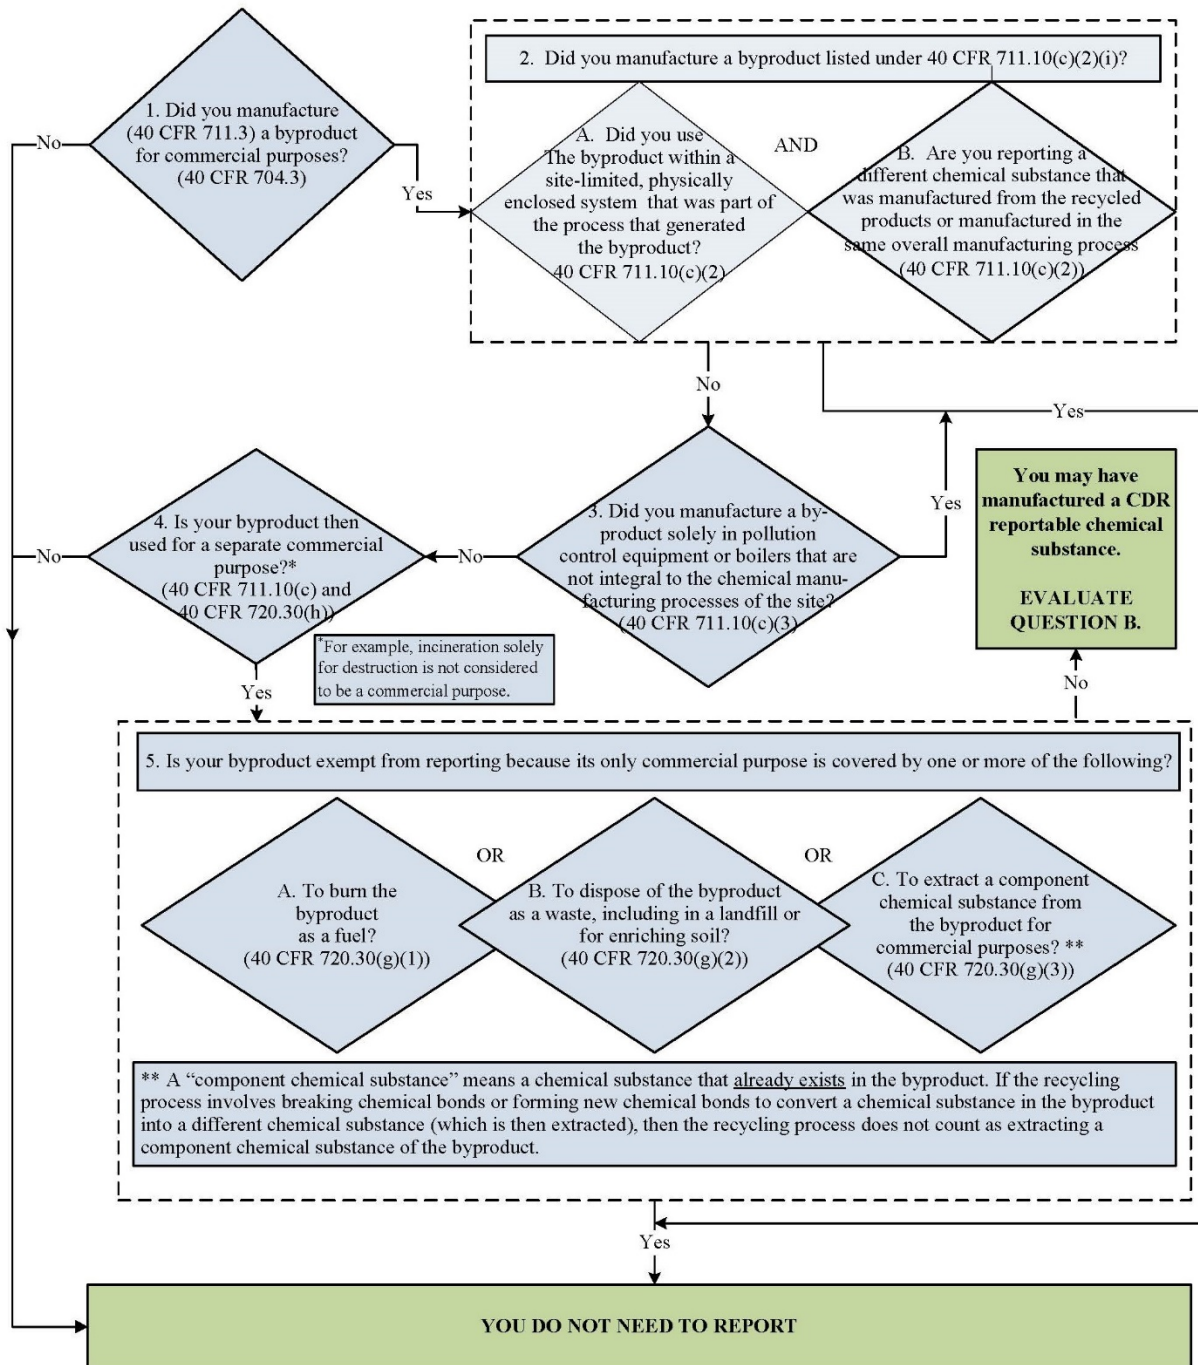 2. Did you manufacture a byproduct listed under 40 CFR 711.10(c)(2)(i)?
1. Did you manufacture
(40 CFR 711.3) a byproduct
for commercial purposes?
(40 CFR 704.3)
No
Yes
A. Did you use
The byproduct within a
site-limited, physically
enclosed system that was part of
the process that generated
the byproduct?
40 CFR 711.10(c)(2)
AND
B. Are you reporting a
different chemical substance that
was manufactured from the recycled
products or manufactured in the
same overall manufacturing process
(40 CFR 711.10(c)(2))
No
Yes
3. Did you manufacture a by-
product solely in pollution
control equipment or boilers that are
not integral to the chemical manu-
facturing processes of the site?
(40 CFR 711.10(c)(3)
Yes
No
4. Is your byproduct then
used for a separate commercial
purpose?*
(40 CFR 711.10(c) and
40 CFR 720.30(h))
No
Yes
*For example, incineration solely
for destruction is not considered
to be a commercial purpose.
You may have
manufactured a CDR
reportable chemical
substance.
EVALUATE
QUESTION B.
No
5. Is your byproduct exempt from reporting because its only commercial purpose is covered by one or more of the following?
A. To burn the
byproduct
as a fuel?
(40 CFR 720.30(g)(1))
OR
B. To dispose of the byproduct
as a waste, including in a landfill or
for enriching soil?
(40 CFR 720.30(g)(2))
OR
C. To extract a component
chemical substance from
the byproduct for
commercial purposes? **
(40 CFR 720.30(g)(3))
** A “component chemical substance” means a chemical substance that already exists in the byproduct. If the recycling
process involves breaking chemical bonds or forming new chemical bonds to convert a chemical substance in the byproduct
into a different chemical substance (which is then extracted), then the recycling process does not count as extracting a
component chemical substance of the byproduct.
Yes
YOU DO NOT NEED TO REPORT